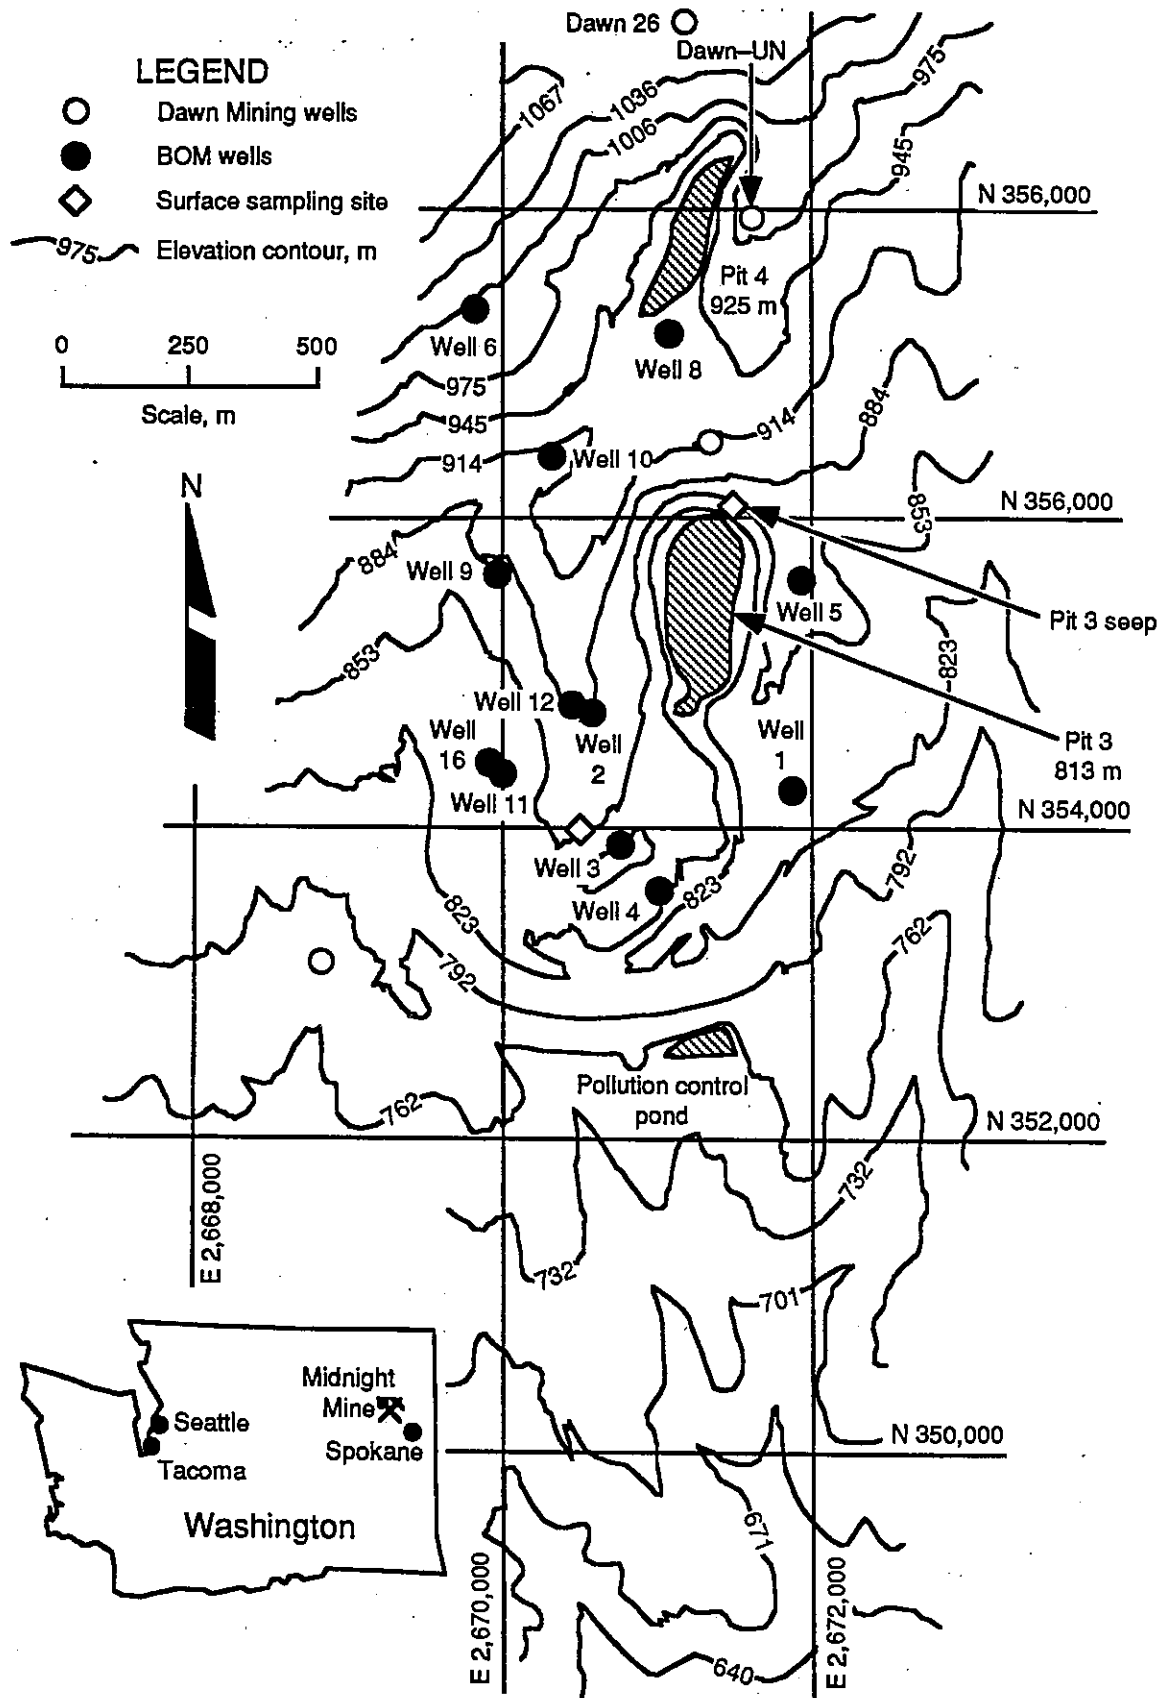 Dawn 26
Dawn–UN
LEGEND
Dawn Mining wells
BOM wells
Surface sampling site
975
Elevation contour, m
0 250 500
Scale, m
N
1067
1036
1006
975
945
N 356,000
Pit 4
925 m
Well 6
Well 8
975
945
914
914
884
Well 10
N 356,000
853
884
Well 9
Well 5
Pit 3 seep
853
823
Well 12
Well
2
Well
16
Well 11
Well
1
Pit 3
813 m
N 354,000
Well 3
Well 4
823
823
792
792
762
Pollution control
pond
762
N 352,000
732
732
E 2,668,000
701
Midnight
Mine
Seattle
Spokane
Tacoma
Washington
N 350,000
671
E 2,670,000
E 2,672,000
640